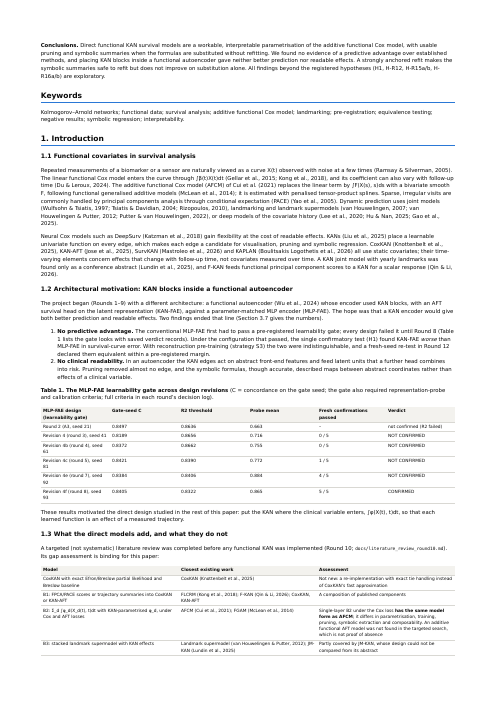 Conclusions. Direct functional KAN survival models are a workable, interpretable parametrisation of the additive functional Cox model, with usable
pruning and symbolic summaries when the formulas are substituted without refitting. We found no evidence of a predictive advantage over established
methods, and placing KAN blocks inside a functional autoencoder gave neither better prediction nor readable effects. A strongly anchored refit makes the
symbolic summaries safe to refit but does not improve on substitution alone. All findings beyond the registered hypotheses (H1, H-R12, H-R15a/b, H-
R16a/b) are exploratory.
Keywords
Kolmogorov–Arnold networks; functional data; survival analysis; additive functional Cox model; landmarking; pre-registration; equivalence testing;
negative results; symbolic regression; interpretability.
1. Introduction
1.1 Functional covariates in survival analysis
Repeated measurements of a biomarker or a sensor are naturally viewed as a curve X(t) observed with noise at a few times (Ramsay & Silverman, 2005).
The linear functional Cox model enters the curve through ∫β(t)X(t)dt (Gellar et al., 2015; Kong et al., 2018), and its coefficient can also vary with follow-up
time (Du & Leroux, 2024). The additive functional Cox model (AFCM) of Cui et al. (2021) replaces the linear term by ∫F(X(s), s)ds with a bivariate smooth
F, following functional generalised additive models (McLean et al., 2014); it is estimated with penalised tensor-product splines. Sparse, irregular visits are
commonly handled by principal components analysis through conditional expectation (PACE) (Yao et al., 2005). Dynamic prediction uses joint models
(Wulfsohn & Tsiatis, 1997; Tsiatis & Davidian, 2004; Rizopoulos, 2010), landmarking and landmark supermodels (van Houwelingen, 2007; van
Houwelingen & Putter, 2012; Putter & van Houwelingen, 2022), or deep models of the covariate history (Lee et al., 2020; Hu & Nan, 2025; Gao et al.,
2025).
Neural Cox models such as DeepSurv (Katzman et al., 2018) gain flexibility at the cost of readable effects. KANs (Liu et al., 2025) place a learnable
univariate function on every edge, which makes each edge a candidate for visualisation, pruning and symbolic regression. CoxKAN (Knottenbelt et al.,
2025), KAN-AFT (Jose et al., 2025), SurvKAN (Mastroleo et al., 2026) and KAPLAN (Boulitsakis Logothetis et al., 2026) all use static covariates; their time-
varying elements concern effects that change with follow-up time, not covariates measured over time. A KAN joint model with yearly landmarks was
found only as a conference abstract (Lundin et al., 2025), and F-KAN feeds functional principal component scores to a KAN for a scalar response (Qin & Li,
2026).
1.2 Architectural motivation: KAN blocks inside a functional autoencoder
The project began (Rounds 1–9) with a different architecture: a functional autoencoder (Wu et al., 2024) whose encoder used KAN blocks, with an AFT
survival head on the latent representation (KAN-FAE), against a parameter-matched MLP encoder (MLP-FAE). The hope was that a KAN encoder would
give both better prediction and readable effects. Two findings ended that line (Section 3.7 gives the numbers).
1. No predictive advantage. The conventional MLP-FAE first had to pass a pre-registered learnability gate; every design failed it until Round 8 (Table
1 lists the gate looks with saved verdict records). Under the configuration that passed, the single confirmatory test (H1) found KAN-FAE worse than
MLP-FAE in survival-curve error. With reconstruction pre-training (strategy S3) the two were indistinguishable, and a fresh-seed re-test in Round 12
declared them equivalent within a pre-registered margin.
2. No clinical readability. In an autoencoder the KAN edges act on abstract front-end features and feed latent units that a further head combines
into risk. Pruning removed almost no edge, and the symbolic formulas, though accurate, described maps between abstract coordinates rather than
effects of a clinical variable.
Table 1. The MLP-FAE learnability gate across design revisions (C = concordance on the gate seed; the gate also required representation-probe
and calibration criteria; full criteria in each round's decision log).
MLP-FAE design (learnability gate) Gate-seed C R2 threshold Probe mean Fresh confirmations passed Verdict
Round 2 (A3, seed 21) 0.8497 0.8636 0.663 – not confirmed (R2 failed)
Revision 4 (round 3), seed 41 0.8189 0.8656 0.716 0 / 5 NOT CONFIRMED
Revision 4b (round 4), seed 61 0.8372 0.8662 0.755 0 / 5 NOT CONFIRMED
Revision 4c (round 5), seed 81 0.8421 0.8390 0.772 1 / 5 NOT CONFIRMED
Revision 4e (round 7), seed 92 0.8384 0.8406 0.884 4 / 5 NOT CONFIRMED
Revision 4f (round 8), seed 93 0.8405 0.8322 0.865 5 / 5 CONFIRMED
These results motivated the direct design studied in the rest of this paper: put the KAN where the clinical variable enters, ∫φ(X(t), t)dt, so that each
learned function is an effect of a measured trajectory.
1.3 What the direct models add, and what they do not
A targeted (not systematic) literature review was completed before any functional KAN was implemented (Round 10; docs/literature_review_round10.md).
Its gap assessment is binding for this paper:
Model Closest existing work Assessment
CoxKAN with exact Efron/Breslow partial likelihood and Breslow baseline CoxKAN (Knottenbelt et al., 2025) Not new: a re-implementation with exact tie handling instead of CoxKAN's fast approximation
B1: FPCA/PACE scores or trajectory summaries into CoxKAN or KAN-AFT FLCRM (Kong et al., 2018); F-KAN (Qin & Li, 2026); CoxKAN, KAN-AFT A composition of published components
AFCM (Cui et al., 2021); FGAM (McLean et al., 2014) Single-layer B2 under the Cox loss has the same model form as AFCM; it differs in parametrisation, training, pruning, symbolic extraction and composability. An additive functional AFT model was not found in the targeted search, which is not proof of absence
B3: stacked landmark supermodel with KAN effects Landmark supermodel (van Houwelingen & Putter, 2012); JM-KAN (Lundin et al., 2025) Partly covered by JM-KAN, whose design could not be compared from its abstract